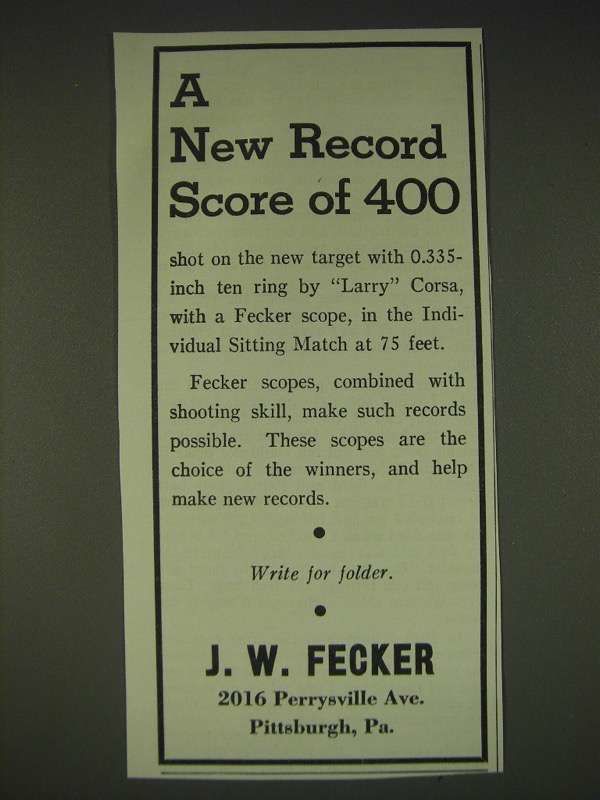 A
New Record
Score of 400
shot on the new target with 0.335-
inch ten ring by "Larry" Corsa,
with a Fecker scope, in the Indi-
vidual Sitting Match at 75 feet.
Fecker scopes, combined with
shooting skill, make such records
possible. These scopes are the
choice of the winners, and help
make new records.
•
Write for folder.
•
J. W. FECKER
2016 Perrysville Ave.
Pittsburgh, Pa.